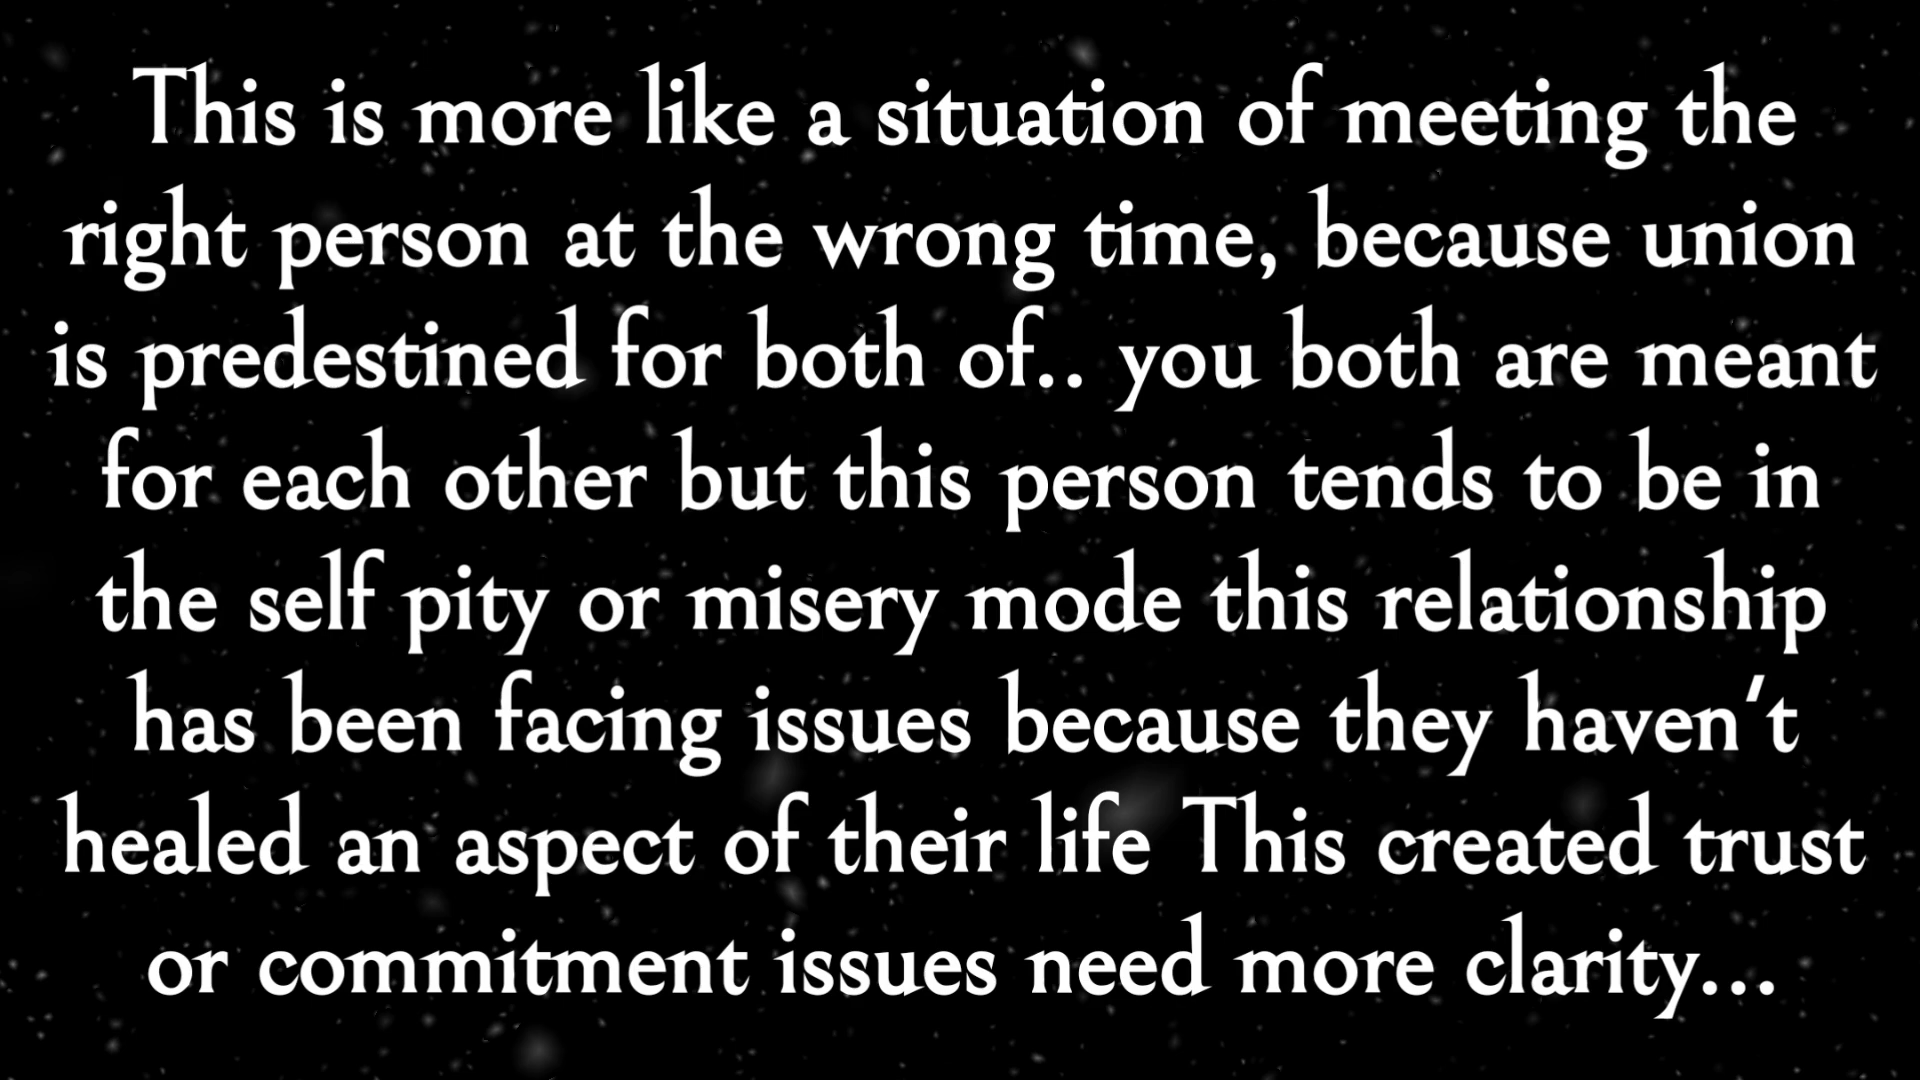 This is more like a situation of meeting the
right person at the wrong time, because union
is predestined for both of.. you both are meant
for each other but this person tends to be in
the self pity or misery mode this relationship
has been facing issues because they haven't
healed an aspect of their life This created trust
or commitment issues need more clarity...